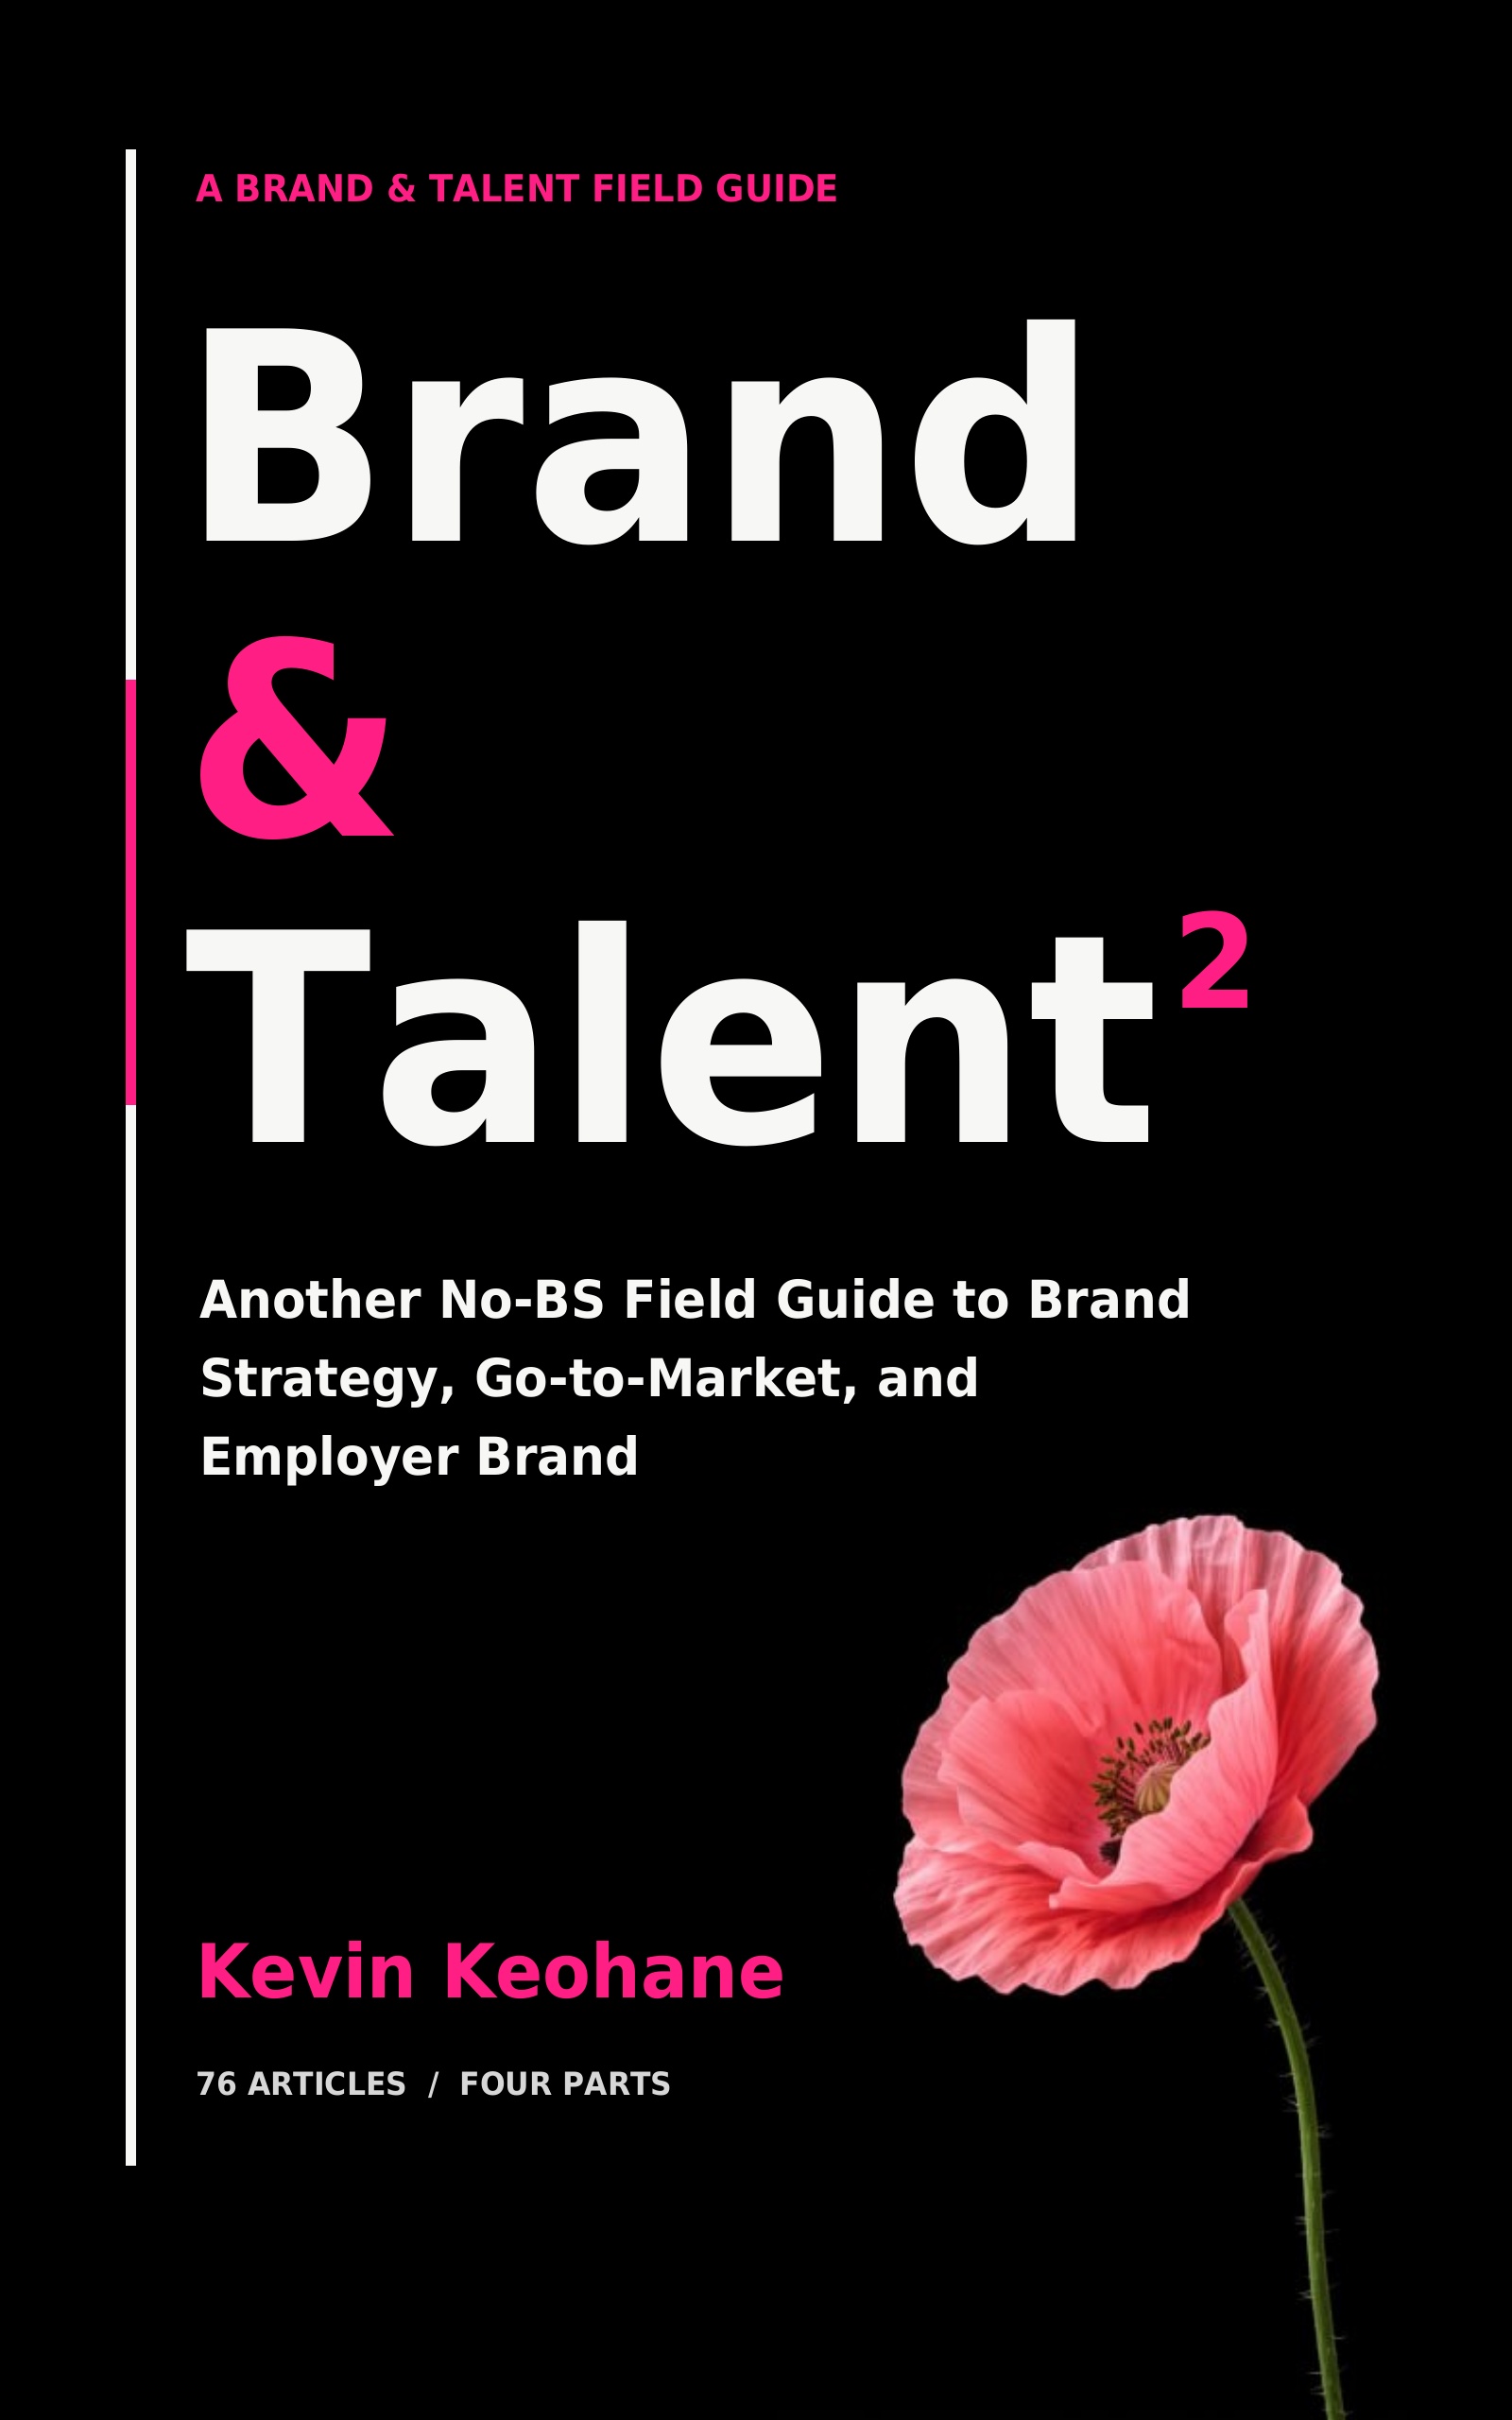 A BRAND & TALENT FIELD GUIDE
Brand
&
Talent²
Another No-BS Field Guide to Brand
Strategy, Go-to-Market, and
Employer Brand
Kevin Keohane
76 ARTICLES / FOUR PARTS